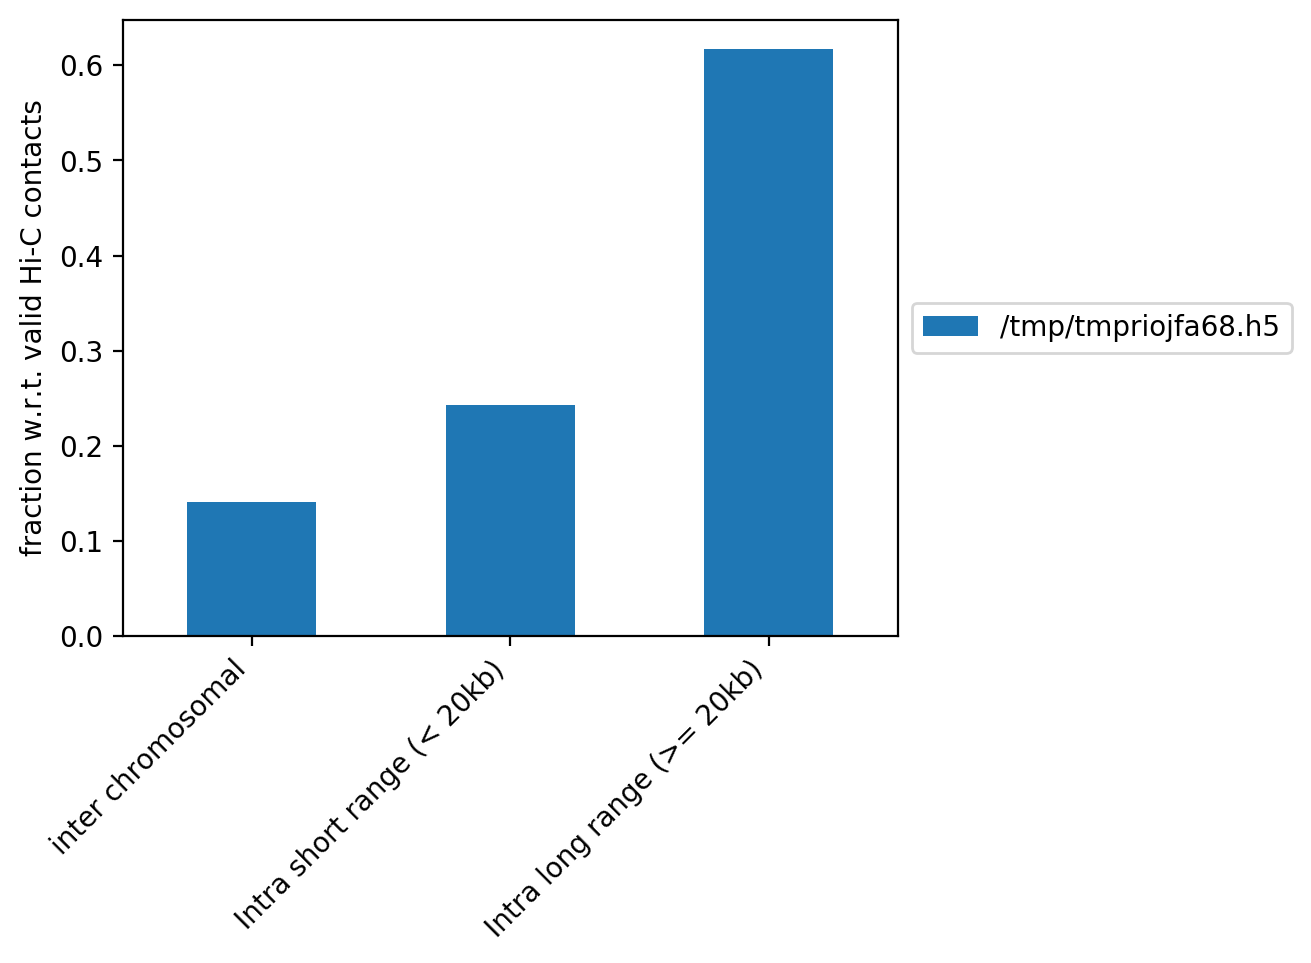 fraction w.r.t. valid Hi-C contacts
0.6
0.5
0.4
0.3
0.2
0.1
0.0
inter chromosomal
Intra short range (< 20kb)
Intra long range (>= 20kb)
/tmp/tmpriojfa68.h5